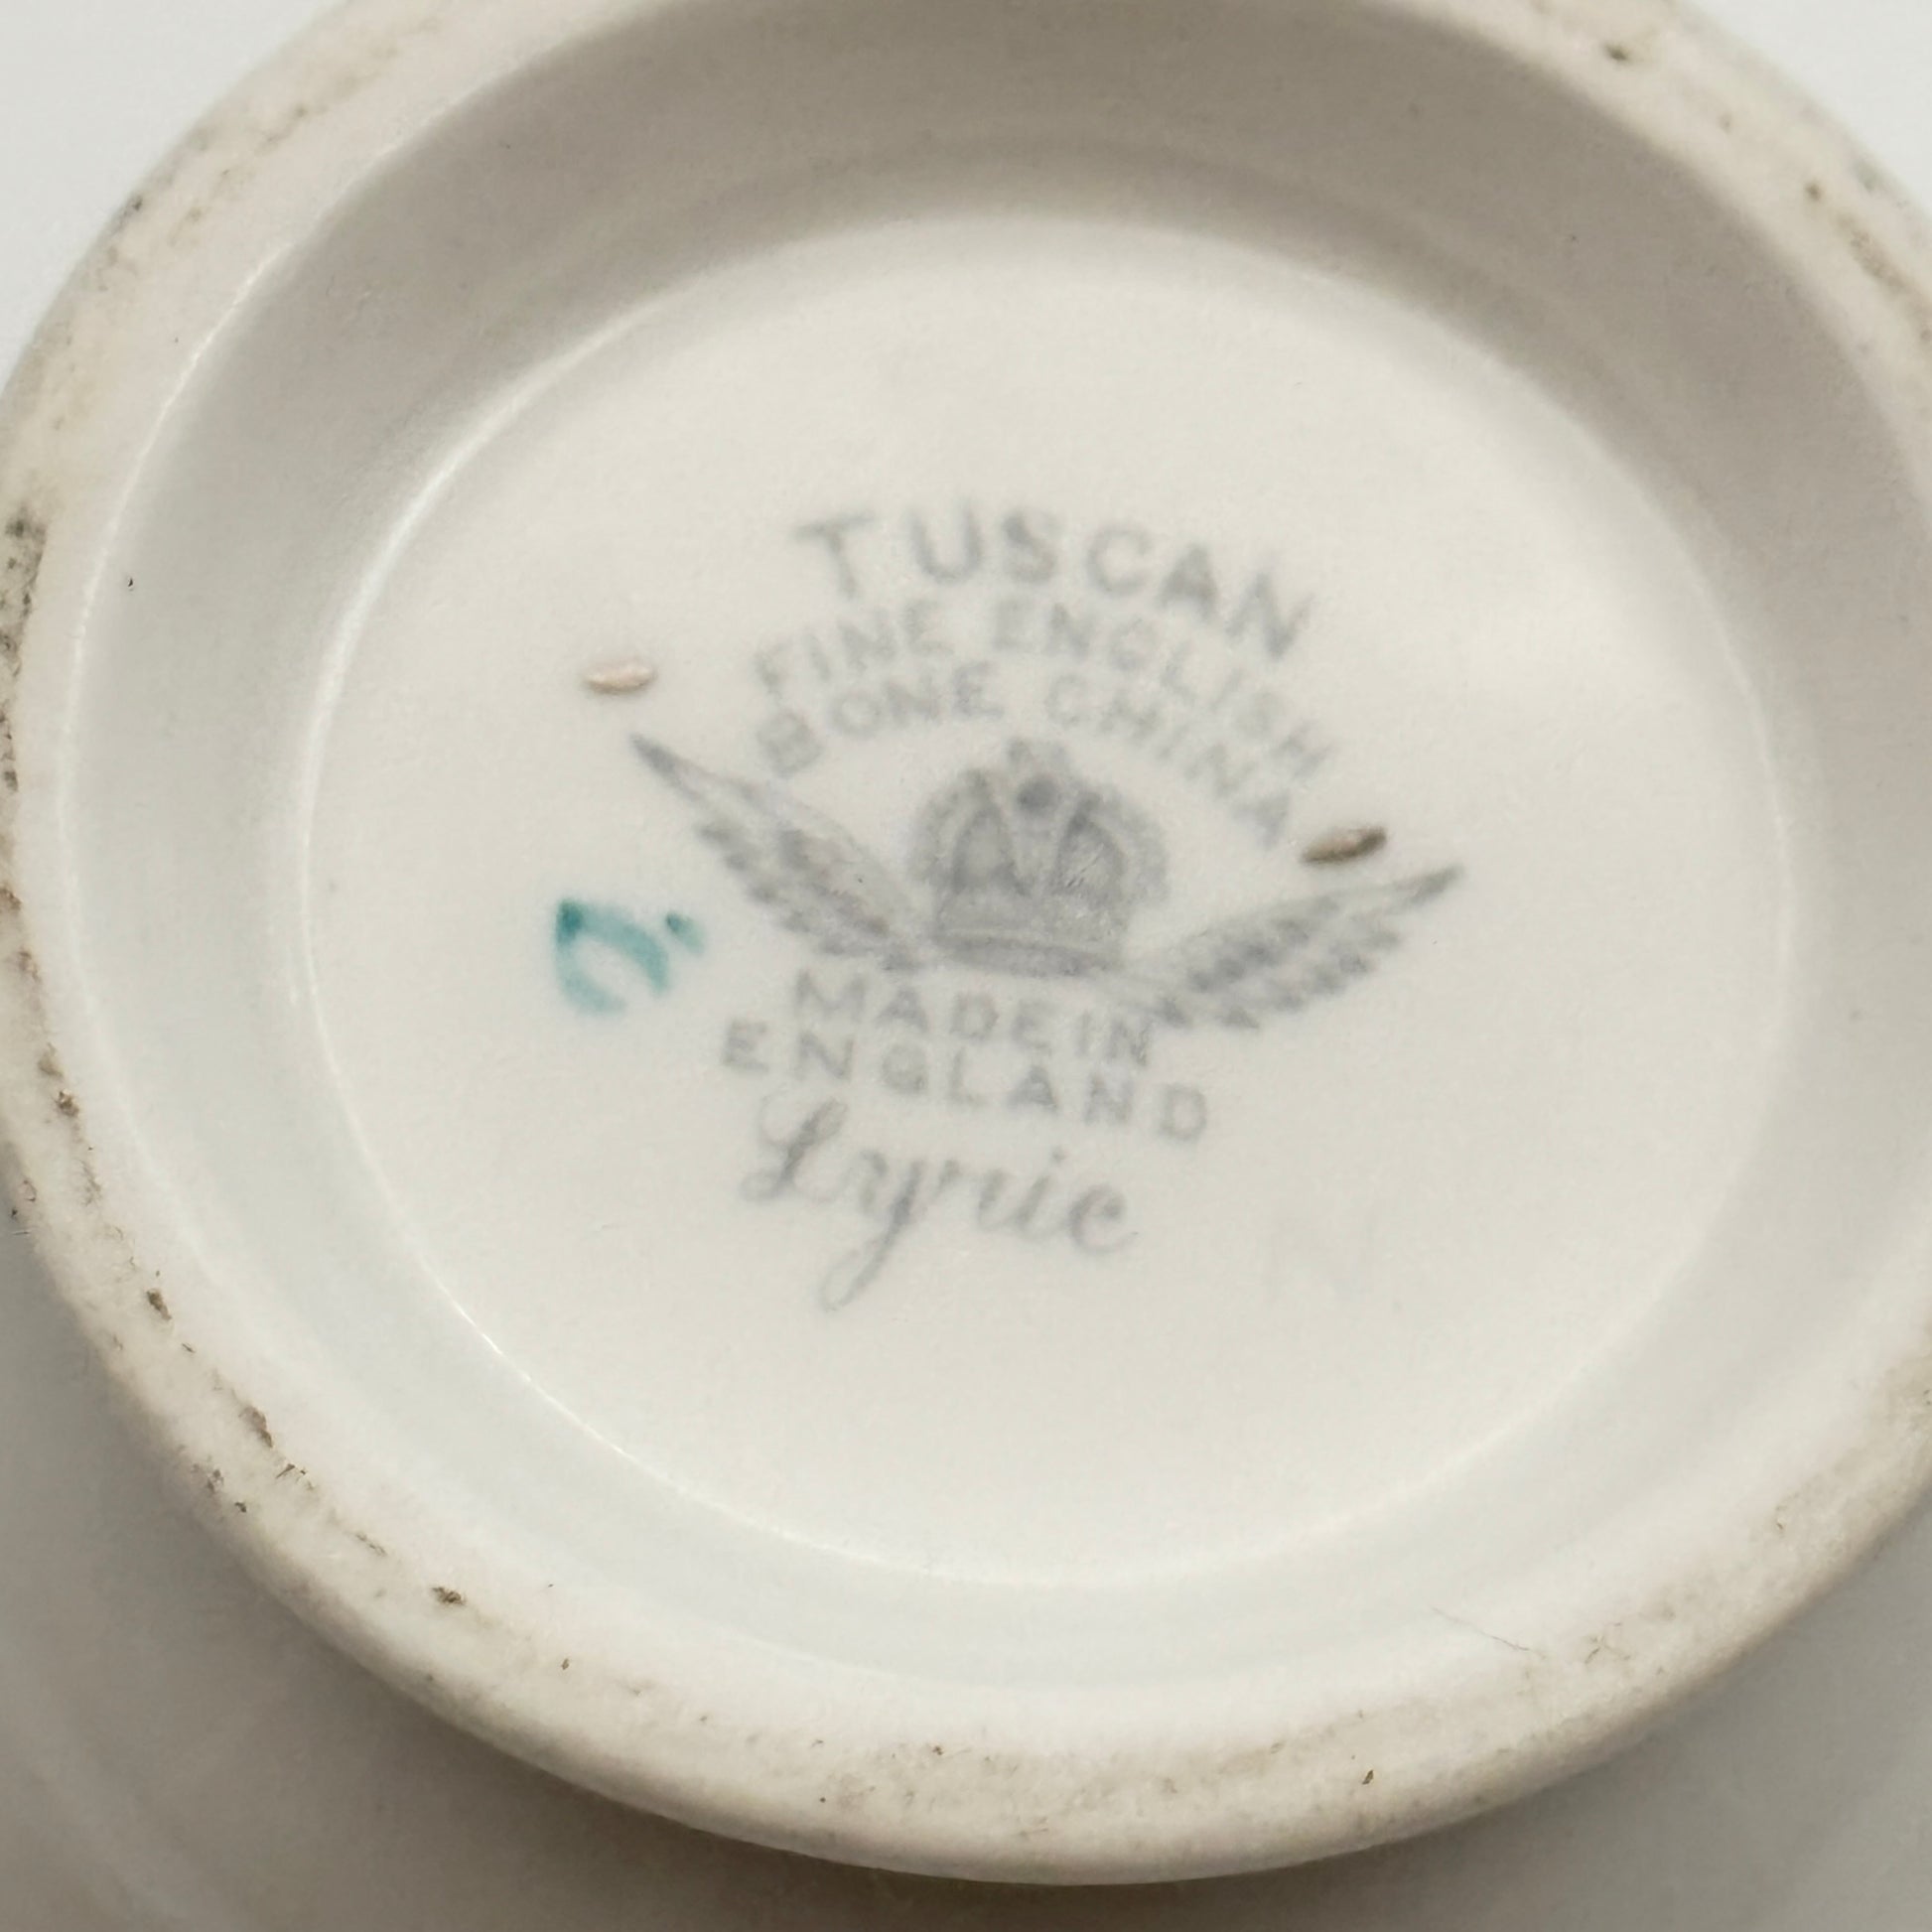 TUSCAN
FINE ENGLISH
BONE CHINA
MADE IN
ENGLAND
Lyric